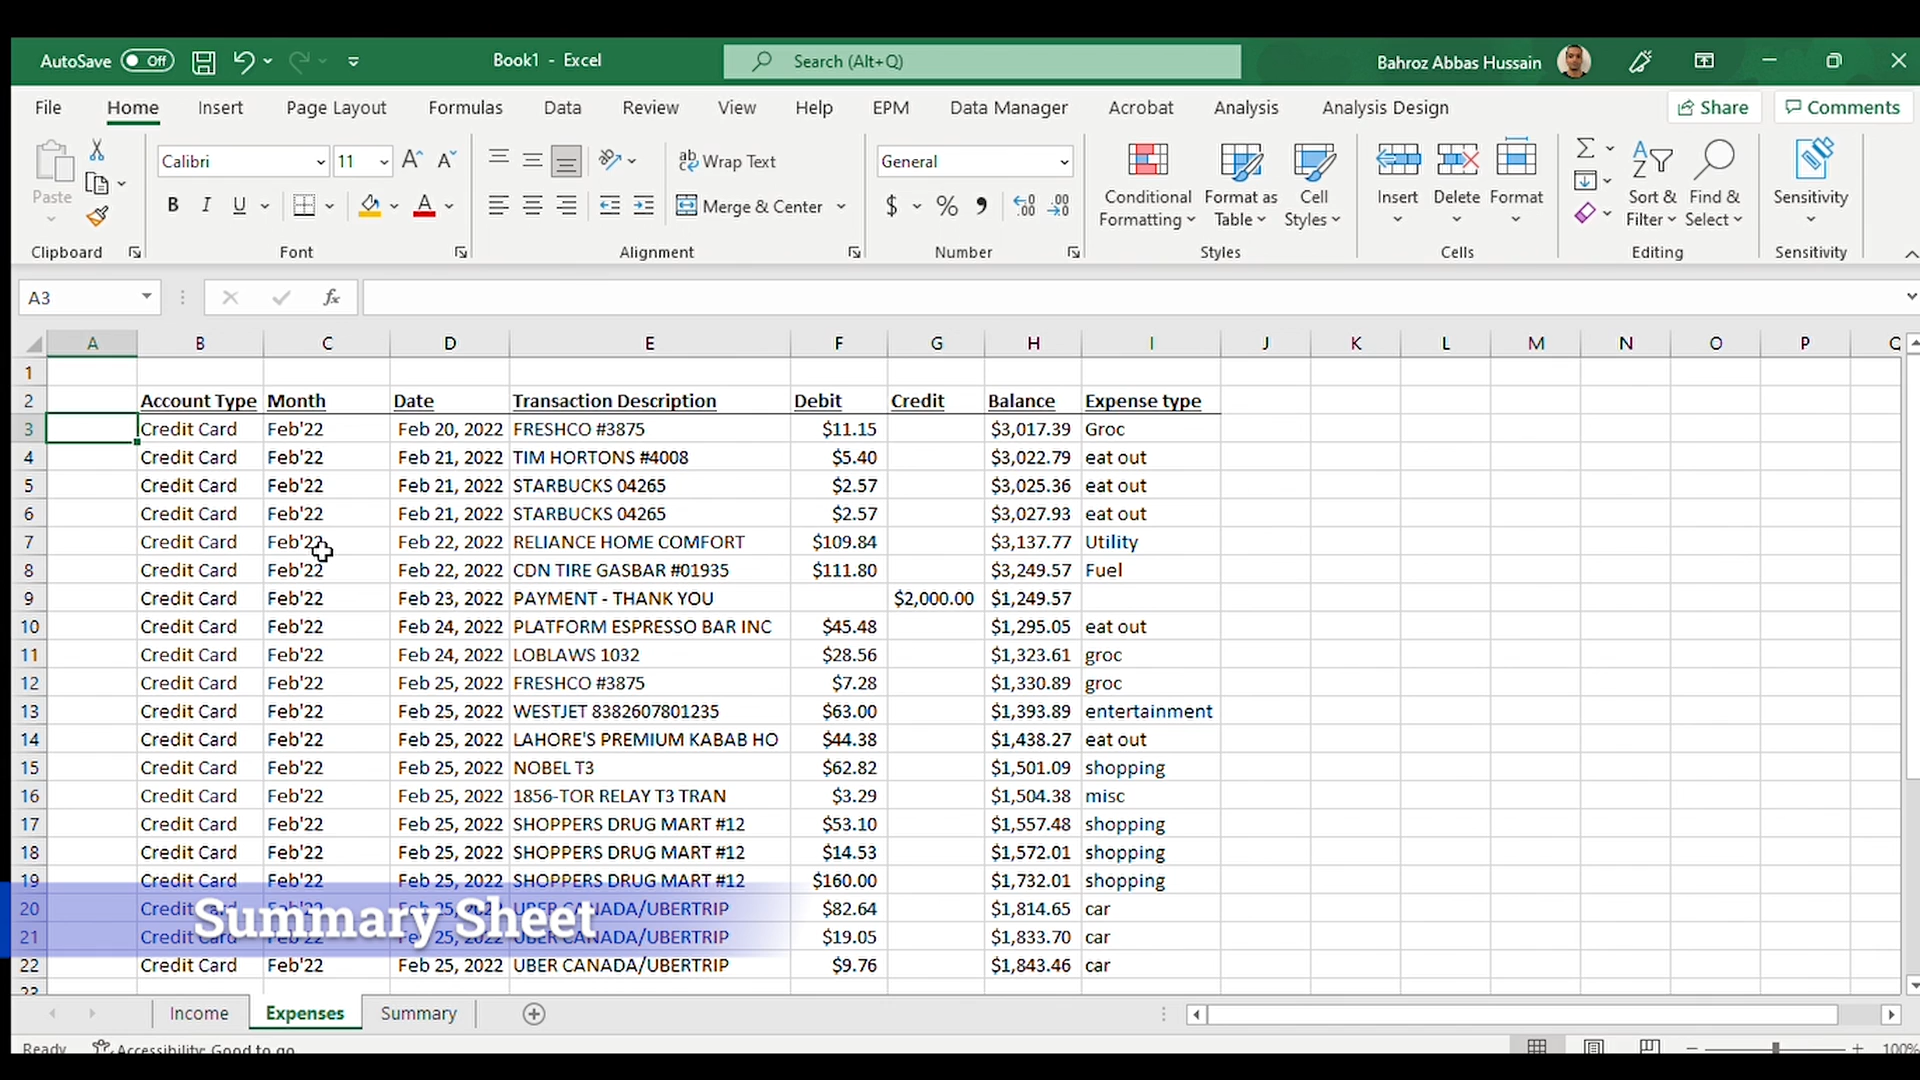 AutoSave Off Book1 - Excel Search (Alt+Q) Bahroz Abbas Hussain
File Home Insert Page Layout Formulas Data Review View Help EPM Data Manager Acrobat Analysis Analysis Design Share Comments
Paste Calibri 11 Wrap Text General
B I U Merge & Center $ % Conditional Formatting Format as Table Cell Styles Insert Delete Format Sort & Filter Find & Select Sensitivity
Clipboard Font Alignment Number Styles Cells Editing Sensitivity
A3 fx
A B C D E F G H I J K L M N O P Q
1
2 Account Type Month Date Transaction Description Debit Credit Balance Expense type
3 Credit Card Feb'22 Feb 20, 2022 FRESHCO #3875 $11.15 $3,017.39 Groc
4 Credit Card Feb'22 Feb 21, 2022 TIM HORTONS #4008 $5.40 $3,022.79 eat out
5 Credit Card Feb'22 Feb 21, 2022 STARBUCKS 04265 $2.57 $3,025.36 eat out
6 Credit Card Feb'22 Feb 21, 2022 STARBUCKS 04265 $2.57 $3,027.93 eat out
7 Credit Card Feb'22 Feb 22, 2022 RELIANCE HOME COMFORT $109.84 $3,137.77 Utility
8 Credit Card Feb'22 Feb 22, 2022 CDN TIRE GASBAR #01935 $111.80 $3,249.57 Fuel
9 Credit Card Feb'22 Feb 23, 2022 PAYMENT - THANK YOU $2,000.00 $1,249.57
10 Credit Card Feb'22 Feb 24, 2022 PLATFORM ESPRESSO BAR INC $45.48 $1,295.05 eat out
11 Credit Card Feb'22 Feb 24, 2022 LOBLAWS 1032 $28.56 $1,323.61 groc
12 Credit Card Feb'22 Feb 25, 2022 FRESHCO #3875 $7.28 $1,330.89 groc
13 Credit Card Feb'22 Feb 25, 2022 WESTJET 8382607801235 $63.00 $1,393.89 entertainment
14 Credit Card Feb'22 Feb 25, 2022 LAHORE'S PREMIUM KABAB HO $44.38 $1,438.27 eat out
15 Credit Card Feb'22 Feb 25, 2022 NOBEL T3 $62.82 $1,501.09 shopping
16 Credit Card Feb'22 Feb 25, 2022 1856-TOR RELAY T3 TRAN $3.29 $1,504.38 misc
17 Credit Card Feb'22 Feb 25, 2022 SHOPPERS DRUG MART #12 $53.10 $1,557.48 shopping
18 Credit Card Feb'22 Feb 25, 2022 SHOPPERS DRUG MART #12 $14.53 $1,572.01 shopping
19 Credit Card Feb'22 Feb 25, 2022 SHOPPERS DRUG MART #12 $160.00 $1,732.01 shopping
20 UBER CANADA/UBERTRIP $82.64 $1,814.65 car
Summary Sheet
21 UBER CANADA/UBERTRIP $19.05 $1,833.70 car
22 Credit Card Feb'22 Feb 25, 2022 UBER CANADA/UBERTRIP $9.76 $1,843.46 car
23
Income Expenses Summary
Ready Accessibility: Good to go 100%